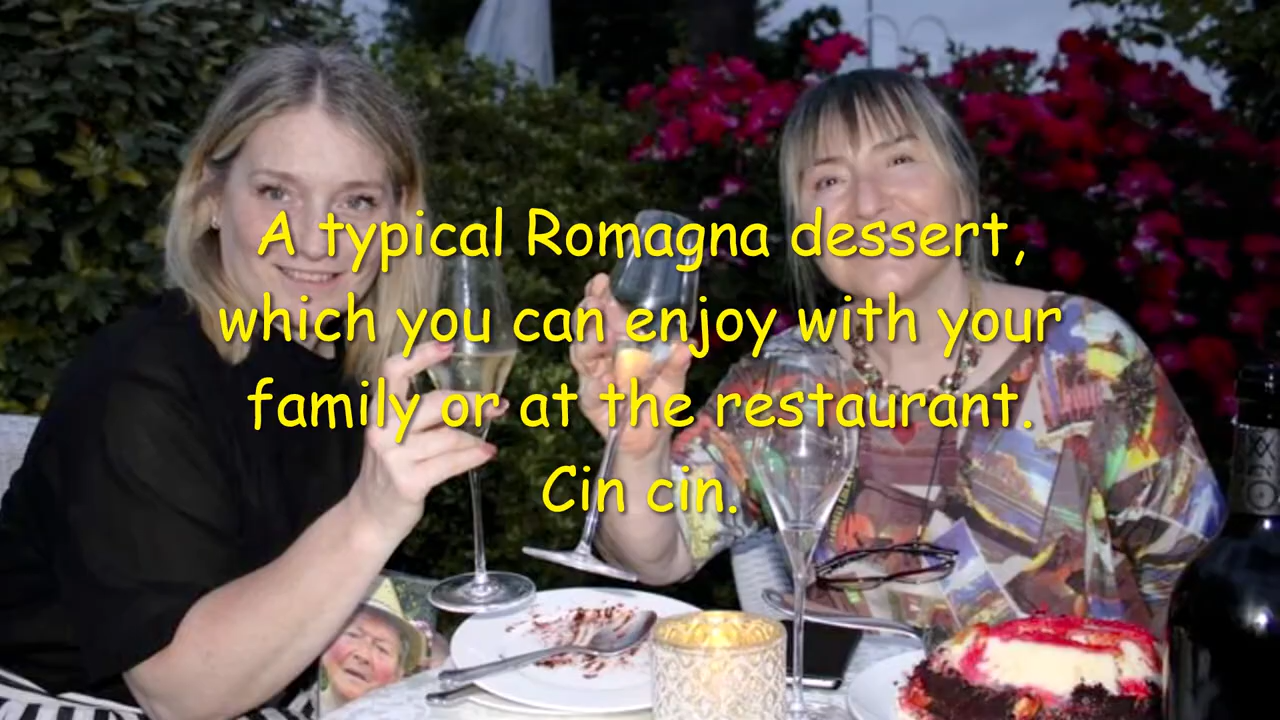 A typical Romagna dessert,
which you can enjoy with your
family or at the restaurant.
Cin cin.